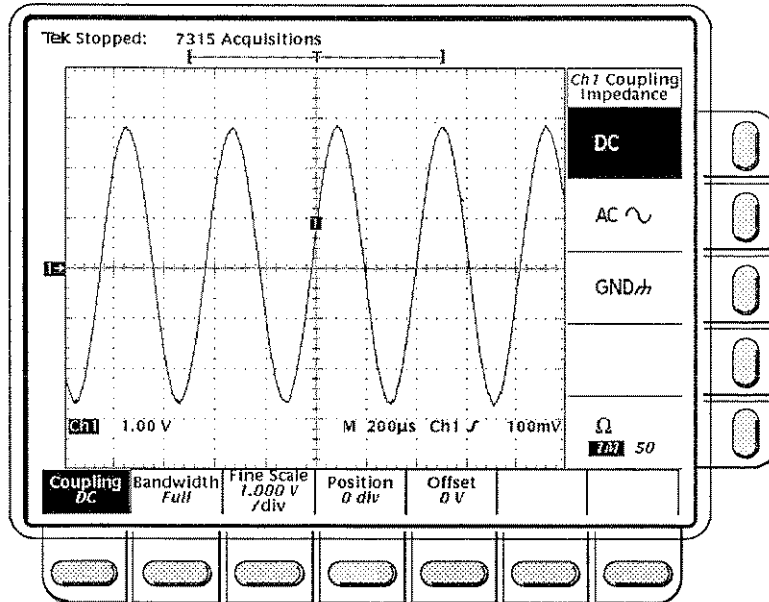 Tek Stopped: 7315 Acquisitions
[ T ]
Ch1 Coupling
Impedance
DC
AC
GND
Ω
1M 50
T
1
Ch1 1.00 V M 200µs Ch1 100mV
Coupling
DC
Bandwidth
Full
Fine Scale
1.000 V
/div
Position
0 div
Offset
0 V